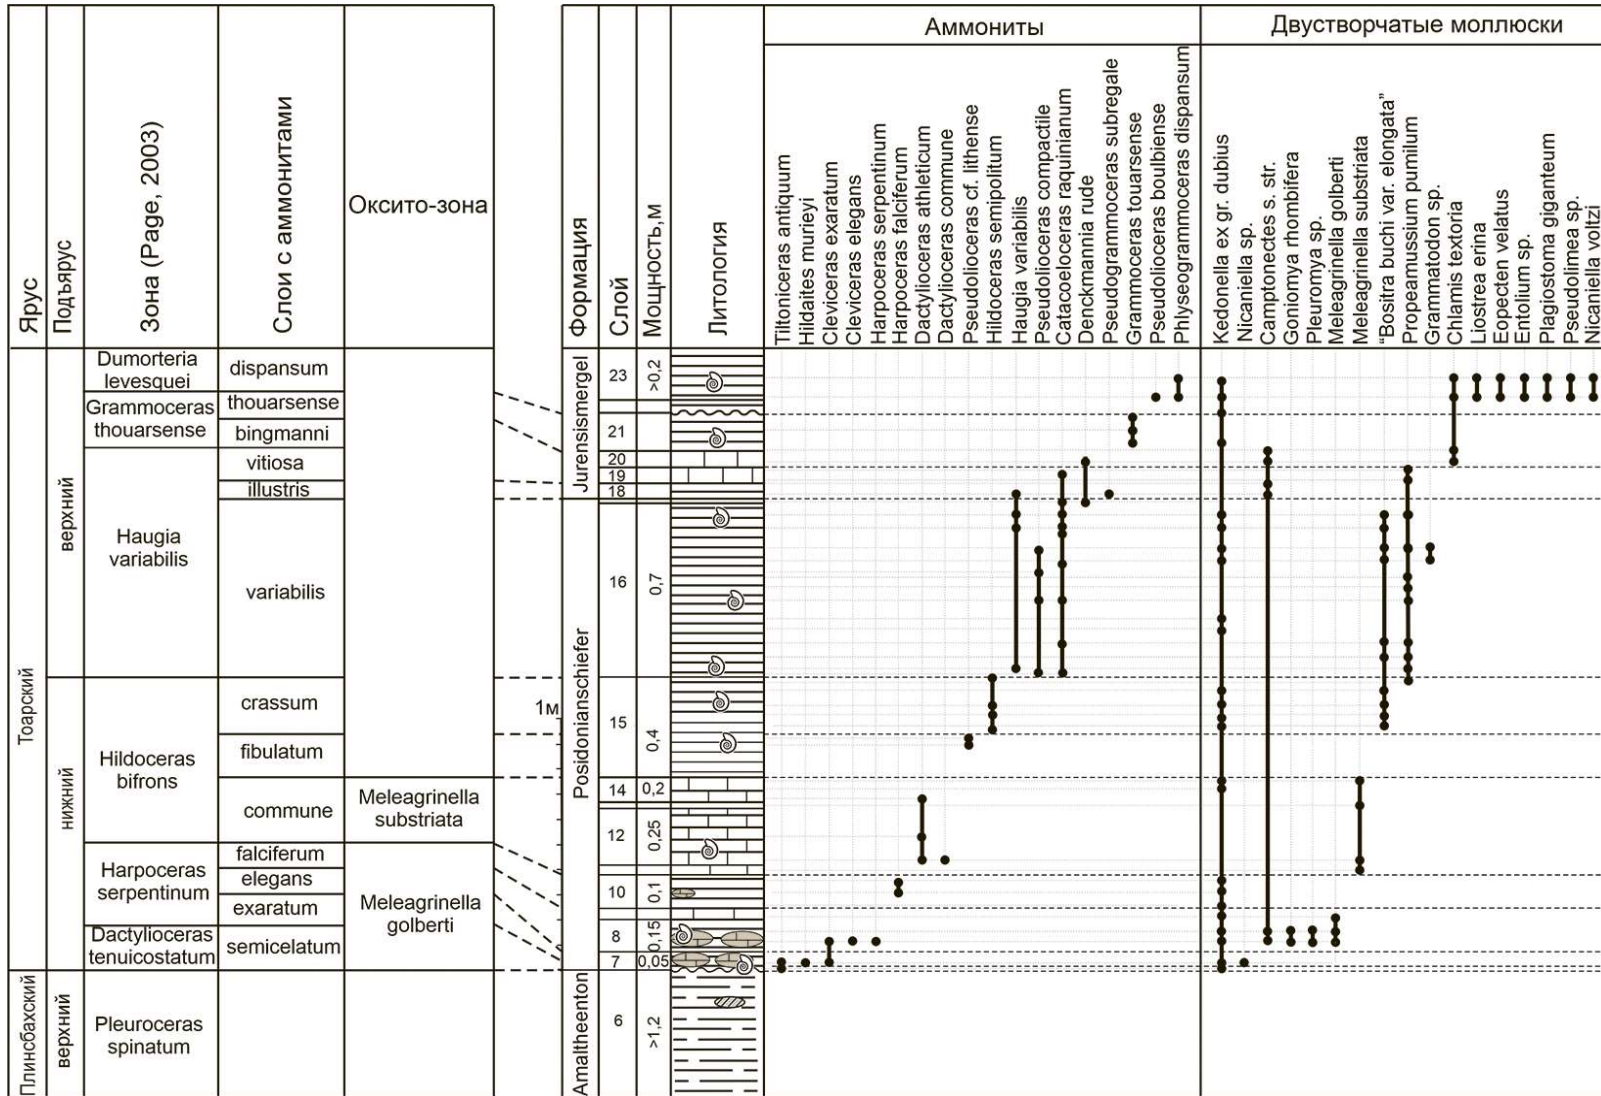 Аммониты
Двустворчатые моллюски
Ярус
Подъярус
Зона (Page, 2003)
Слои с аммонитами
Оксито-зона
Формация
Слой
Мощность,м
Литология
Tiltoniceras antiquum
Hildaites murieyi
Cleviceras exaratum
Cleviceras elegans
Harpoceras serpentinum
Harpoceras falciferum
Dactylioceras athleticum
Dactylioceras commune
Pseudolioceras cf. lithense
Hildoceras semipolitum
Haugia variabilis
Pseudolioceras compactile
Catacoeloceras raquinianum
Denckmannia rude
Pseudogrammoceras subregale
Grammoceras touarsense
Pseudolioceras boulbiense
Phlyseogrammoceras dispansum
Kedonella ex gr. dubius
Nicaniella sp.
Camptonectes s. str.
Goniomya rhombifera
Pleuromya sp.
Meleagrinella golberti
Meleagrinella substriata
"Bositra buchi var. elongata"
Propeamussium pumilum
Grammatodon sp.
Chlamis textoria
Liostrea erina
Eopecten velatus
Entolium sp.
Plagiostoma giganteum
Pseudolimea sp.
Nicaniella voltzi
Тоарский
Плинсбахский
верхний
нижний
верхний
Dumorteria
levesquei
Grammoceras
thouarsense
Haugia
variabilis
Hildoceras
bifrons
Harpoceras
serpentinum
Dactylioceras
tenuicostatum
Pleuroceras
spinatum
dispansum
thouarsense
bingmanni
vitiosa
illustris
variabilis
crassum
fibulatum
commune
falciferum
elegans
exaratum
semicelatum
Meleagrinella
substriata
Meleagrinella
golberti
1м
Jurensismergel
Posidonianschiefer
Amaltheenton
23
21
20
19
18
16
15
14
12
10
8
7
6
>0,2
0,7
0,4
0,2
0,25
0,1
0,15
0,05
>1,2